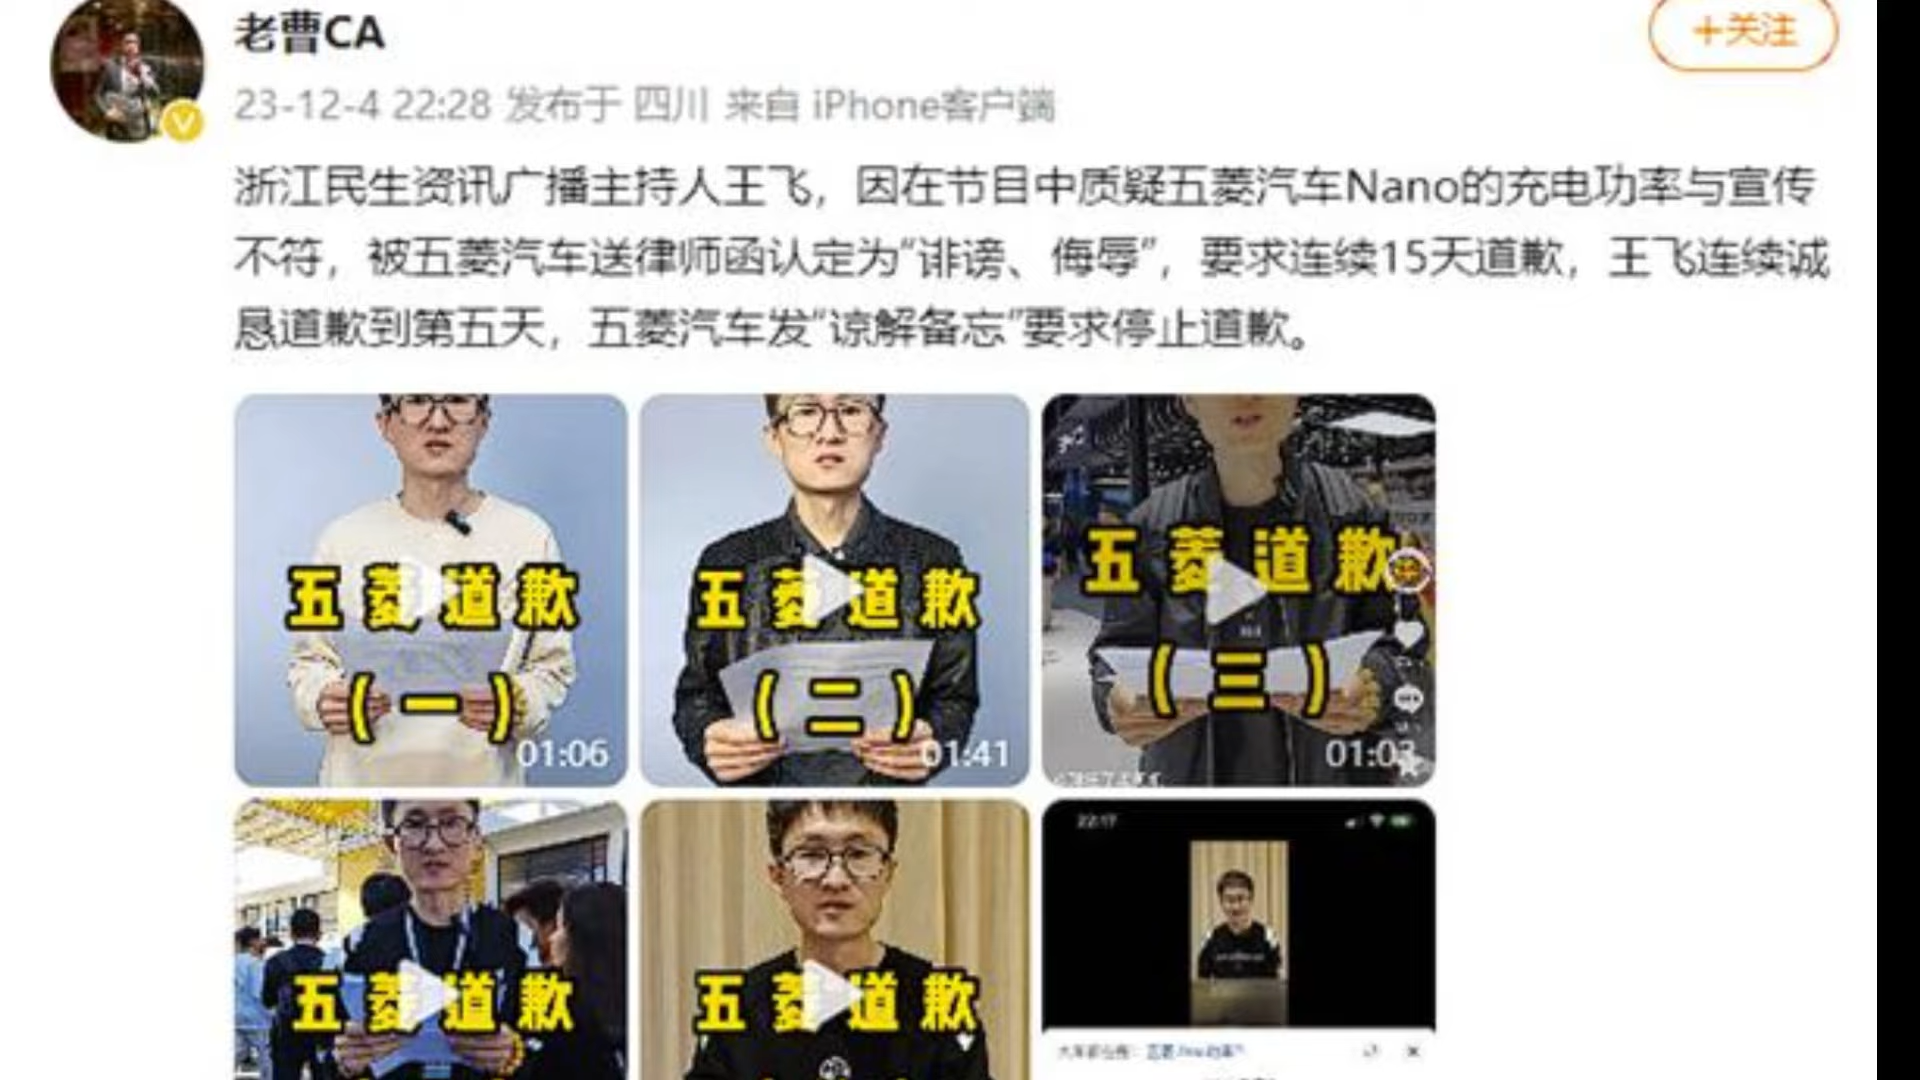 老曹CA
+关注
23-12-4 22:28 发布于 四川 来自 iPhone客户端
浙江民生资讯广播主持人王飞，因在节目中质疑五菱汽车Nano的充电功率与宣传
不符，被五菱汽车送律师函认定为“诽谤、侮辱”，要求连续15天道歉，王飞连续诚
恳道歉到第五天，五菱汽车发“谅解备忘”要求停止道歉。
五菱道歉
(一)
01:06
五菱道歉
(二)
01:41
五菱道歉
(三)
01:03
五菱道歉
五菱道歉
22:17